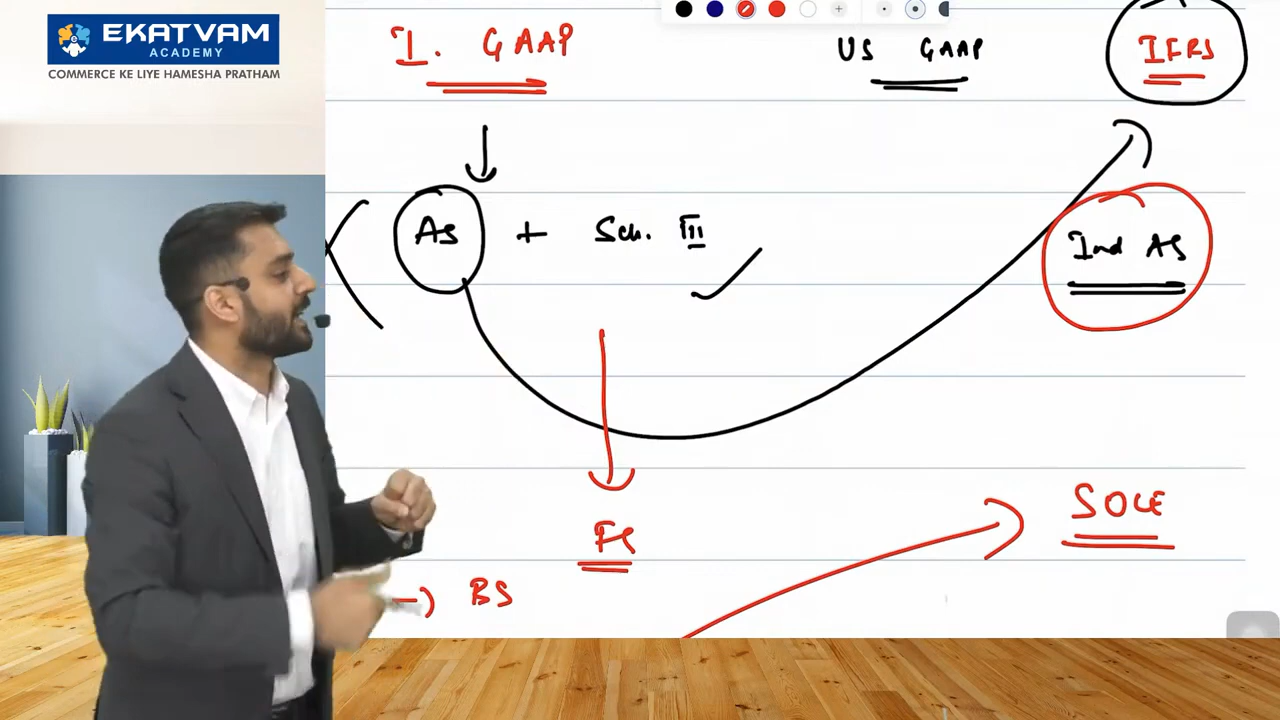 EKATVAM
ACADEMY
COMMERCE KE LIYE HAMESHA PRATHAM
I. GAAP
US GAAP
IFRS
AS + Sch. III
Ind AS
FS
SOCE
BS